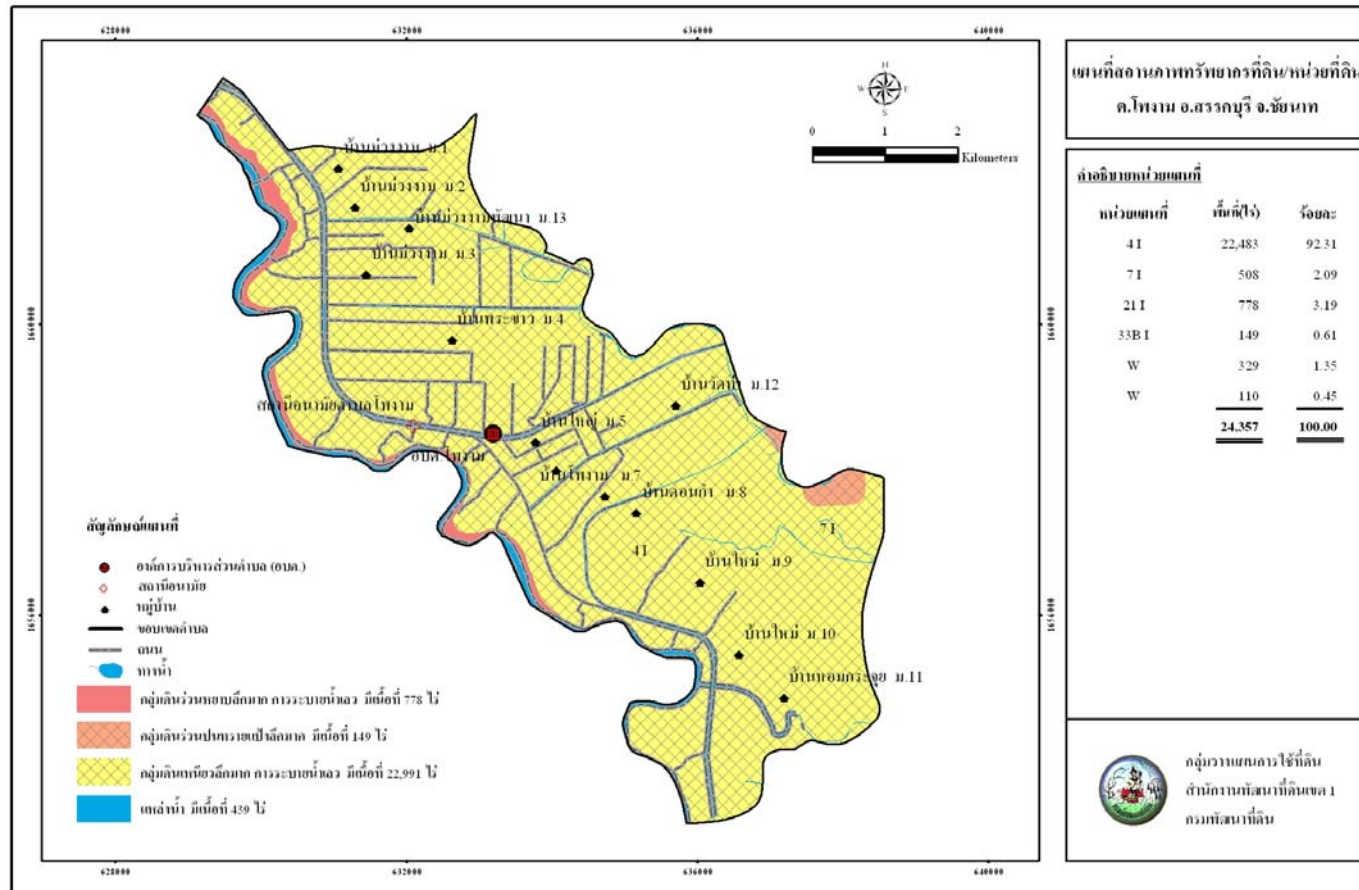 628000 632000 636000 640000
N
W E
S
0 1 2
Kilometers
แผนที่สถานภาพทรัพยากรที่ดิน/หน่วยที่ดิน
ต.โพงาม อ.สรรคบุรี จ.ชัยนาท
คำอธิบายหน่วยแผนที่
หน่วยแผนที่ พื้นที่(ไร่) ร้อยละ
4 I 22,483 92.31
7 I 508 2.09
21 I 778 3.19
33B I 149 0.61
W 329 1.35
W 110 0.45
24,357 100.00
บ้านม่วงงาม ม.1
บ้านม่วงงาม ม.2
บ้านม่วงงามพัฒนา ม.13
บ้านม่วงงาม ม.3
1660000 1660000
บ้านพระขาว ม.4
บ้านวัดท่า ม.12
สถานีอนามัยตำบลโพงาม
บ้านใหญ่ ม.5
อบต.โพงาม
บ้านโพงาม ม.7
บ้านดอนกำ ม.8
7 I
4 I
บ้านใหม่ ม.9
1656000 1656000
บ้านใหม่ ม.10
บ้านหอมกระจุย ม.11
สัญลักษณ์แผนที่
องค์การบริหารส่วนตำบล (อบต.)
สถานีอนามัย
หมู่บ้าน
ขอบเขตตำบล
ถนน
ทางน้ำ
กลุ่มดินร่วนหยาบลึกมาก การระบายน้ำเลว มีเนื้อที่ 778 ไร่
กลุ่มดินร่วนปนทรายแป้งลึกมาก มีเนื้อที่ 149 ไร่
กลุ่มดินเหนียวลึกมาก การระบายน้ำเลว มีเนื้อที่ 22,991 ไร่
แหล่งน้ำ มีเนื้อที่ 439 ไร่
กลุ่มวางแผนการใช้ที่ดิน
สำนักงานพัฒนาที่ดินเขต 1
กรมพัฒนาที่ดิน
628000 632000 636000 640000